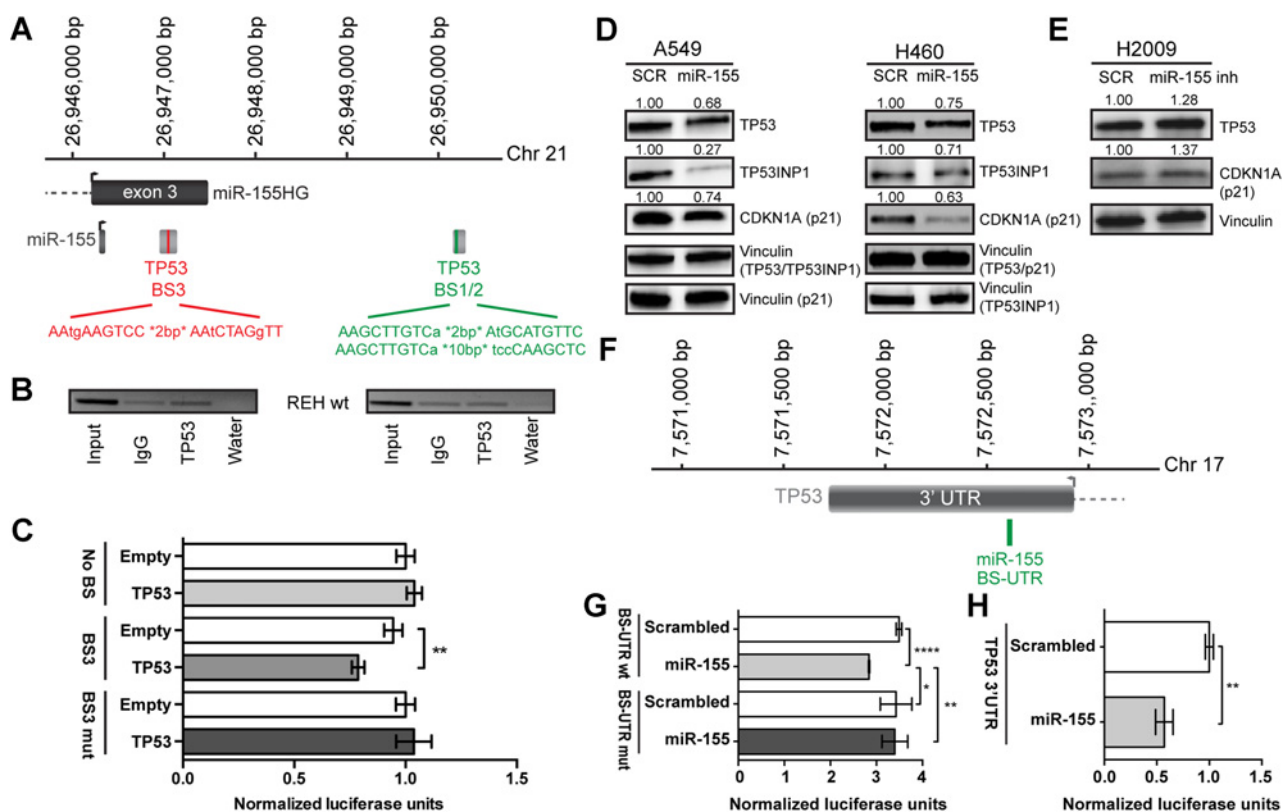 A
26,946,000 bp
26,947,000 bp
26,948,000 bp
26,949,000 bp
26,950,000 bp
Chr 21
exon 3
miR-155HG
miR-155
TP53
BS3
AAtgAAGTCC *2bp* AAtCTAGgTT
TP53
BS1/2
AAGCTTGTCa *2bp* AtGCATGTTC
AAGCTTGTCa *10bp* tccCAAGCTC
B
REH wt
Input
IgG
TP53
Water
Input
IgG
TP53
Water
C
No BS
Empty
TP53
BS3
Empty
TP53
**
BS3 mut
Empty
TP53
0.0 0.5 1.0 1.5
Normalized luciferase units
D
A549
SCR miR-155
1.00 0.68
TP53
1.00 0.27
TP53INP1
1.00 0.74
CDKN1A (p21)
Vinculin
(TP53/TP53INP1)
Vinculin (p21)
H460
SCR miR-155
1.00 0.75
TP53
1.00 0.71
TP53INP1
1.00 0.63
CDKN1A (p21)
Vinculin
(TP53/p21)
Vinculin
(TP53INP1)
E
H2009
SCR miR-155 inh
1.00 1.28
TP53
1.00 1.37
CDKN1A
(p21)
Vinculin
F
7,571,000 bp
7,571,500 bp
7,572,000 bp
7,572,500 bp
7,573,,000 bp
Chr 17
TP53
3' UTR
miR-155
BS-UTR
G
BS-UTR wt
Scrambled
miR-155
****
BS-UTR mut
Scrambled
miR-155
*
**
0 1 2 3 4
Normalized luciferase units
H
TP53 3'UTR
Scrambled
miR-155
**
0.0 0.5 1.0 1.5
Normalized luciferase units